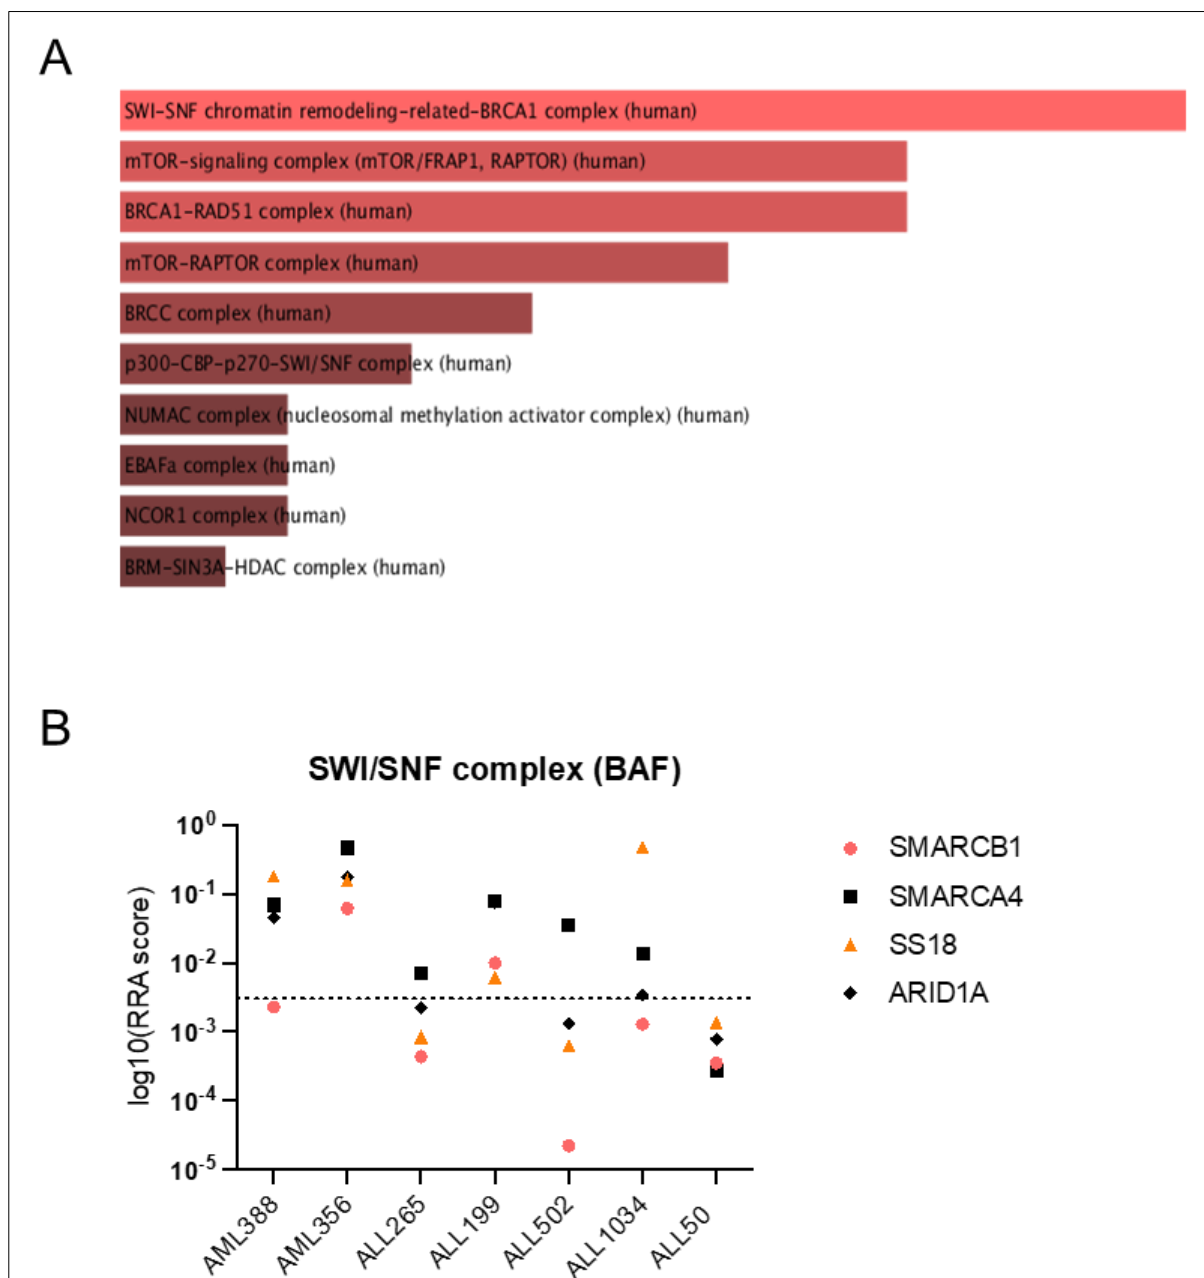 A
SWI-SNF chromatin remodeling-related-BRCA1 complex (human)
mTOR-signaling complex (mTOR/FRAP1, RAPTOR) (human)
BRCA1-RAD51 complex (human)
mTOR-RAPTOR complex (human)
BRCC complex (human)
p300-CBP-p270-SWI/SNF complex (human)
NUMAC complex (nucleosomal methylation activator complex) (human)
EBAFa complex (human)
NCOR1 complex (human)
BRM-SIN3A-HDAC complex (human)
B
SWI/SNF complex (BAF)
log10(RRA score)
10⁰
10⁻¹
10⁻²
10⁻³
10⁻⁴
10⁻⁵
AML388
AML356
ALL265
ALL199
ALL502
ALL1034
ALL50
SMARCB1
SMARCA4
SS18
ARID1A